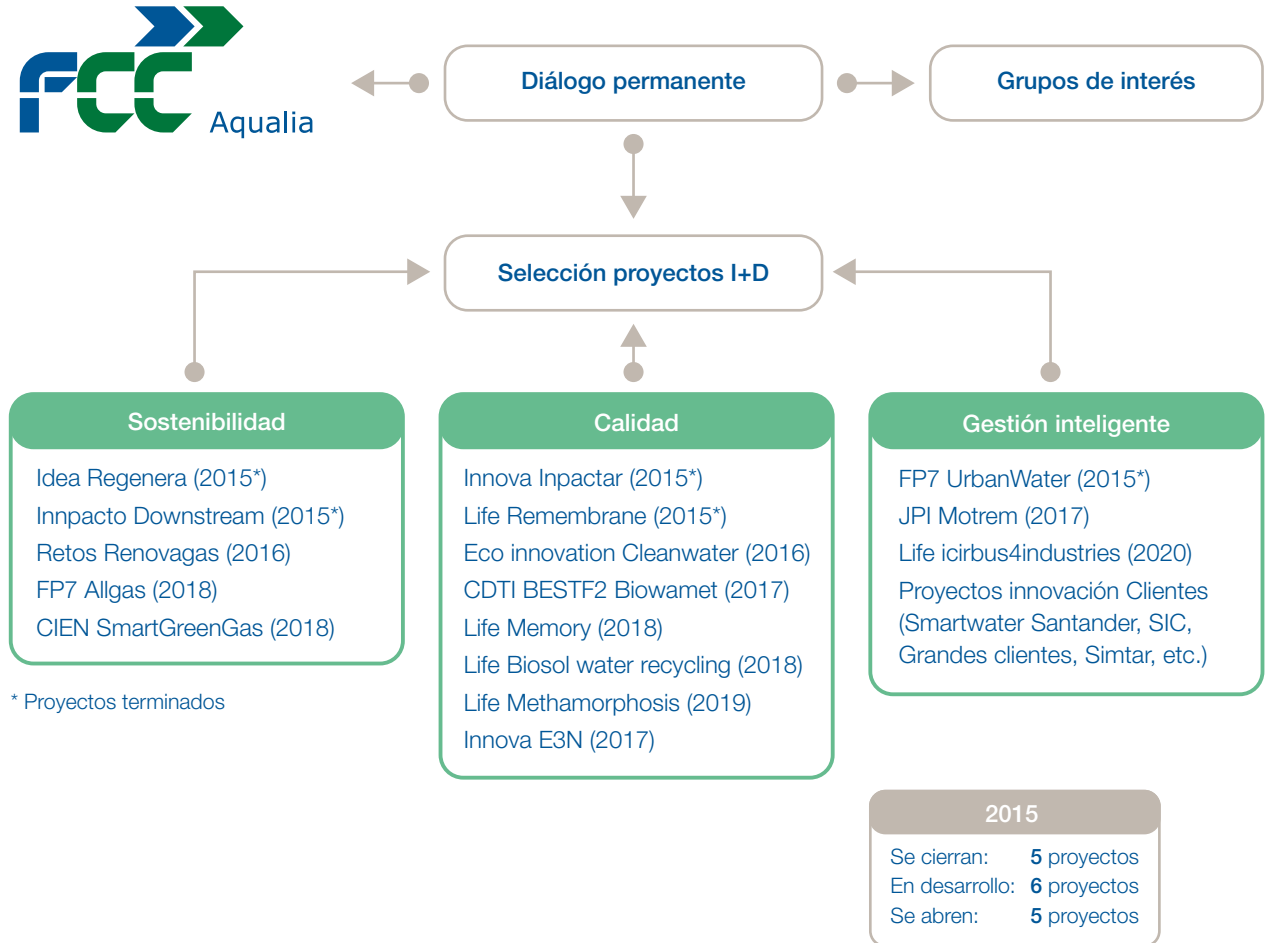 FCC Aqualia
Diálogo permanente
Grupos de interés
Selección proyectos I+D
Sostenibilidad
Idea Regenera (2015*)
Innpacto Downstream (2015*)
Retos Renovagas (2016)
FP7 Allgas (2018)
CIEN SmartGreenGas (2018)
* Proyectos terminados
Calidad
Innova Inpactar (2015*)
Life Remembrane (2015*)
Eco innovation Cleanwater (2016)
CDTI BESTF2 Biowamet (2017)
Life Memory (2018)
Life Biosol water recycling (2018)
Life Methamorphosis (2019)
Innova E3N (2017)
Gestión inteligente
FP7 UrbanWater (2015*)
JPI Motrem (2017)
Life icirbus4industries (2020)
Proyectos innovación Clientes
(Smartwater Santander, SIC,
Grandes clientes, Simtar, etc.)
2015
Se cierran: 5 proyectos
En desarrollo: 6 proyectos
Se abren: 5 proyectos